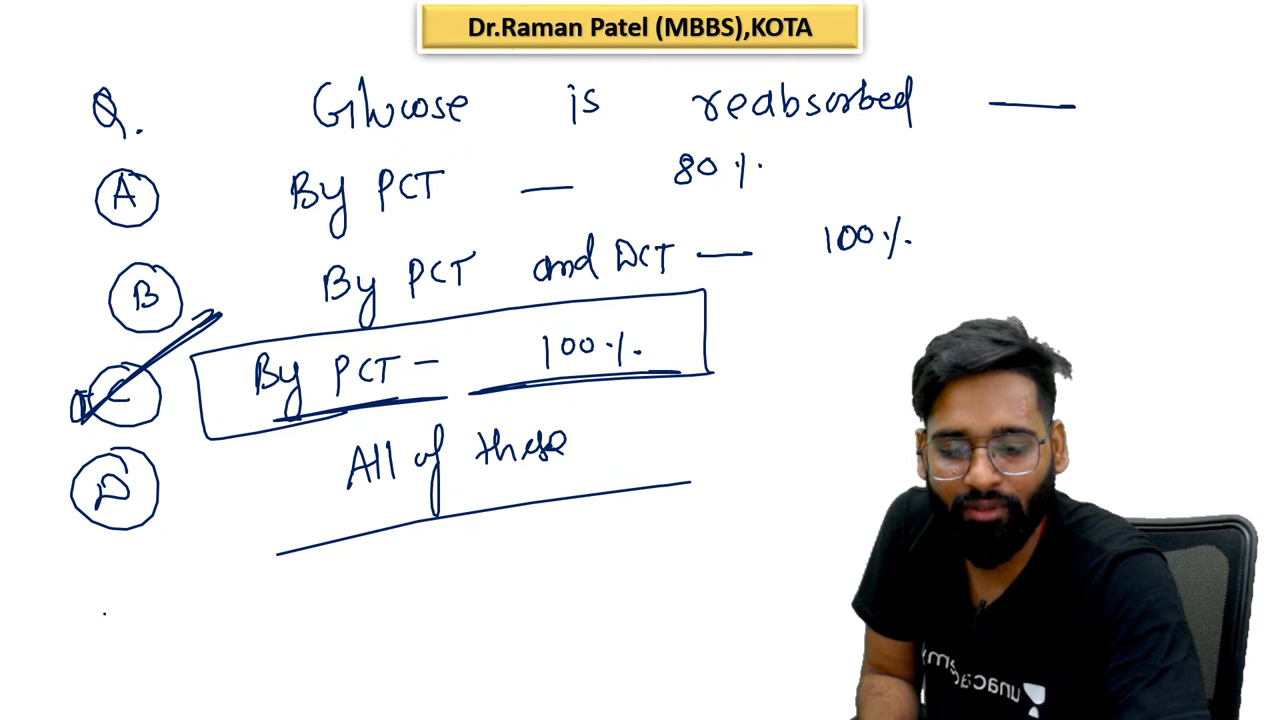 Dr.Raman Patel (MBBS),KOTA
Q. Glucose is reabsorbed —
A By PCT — 80%.
B By PCT and DCT — 100%.
C By PCT - 100%.
D All of these
unacademy